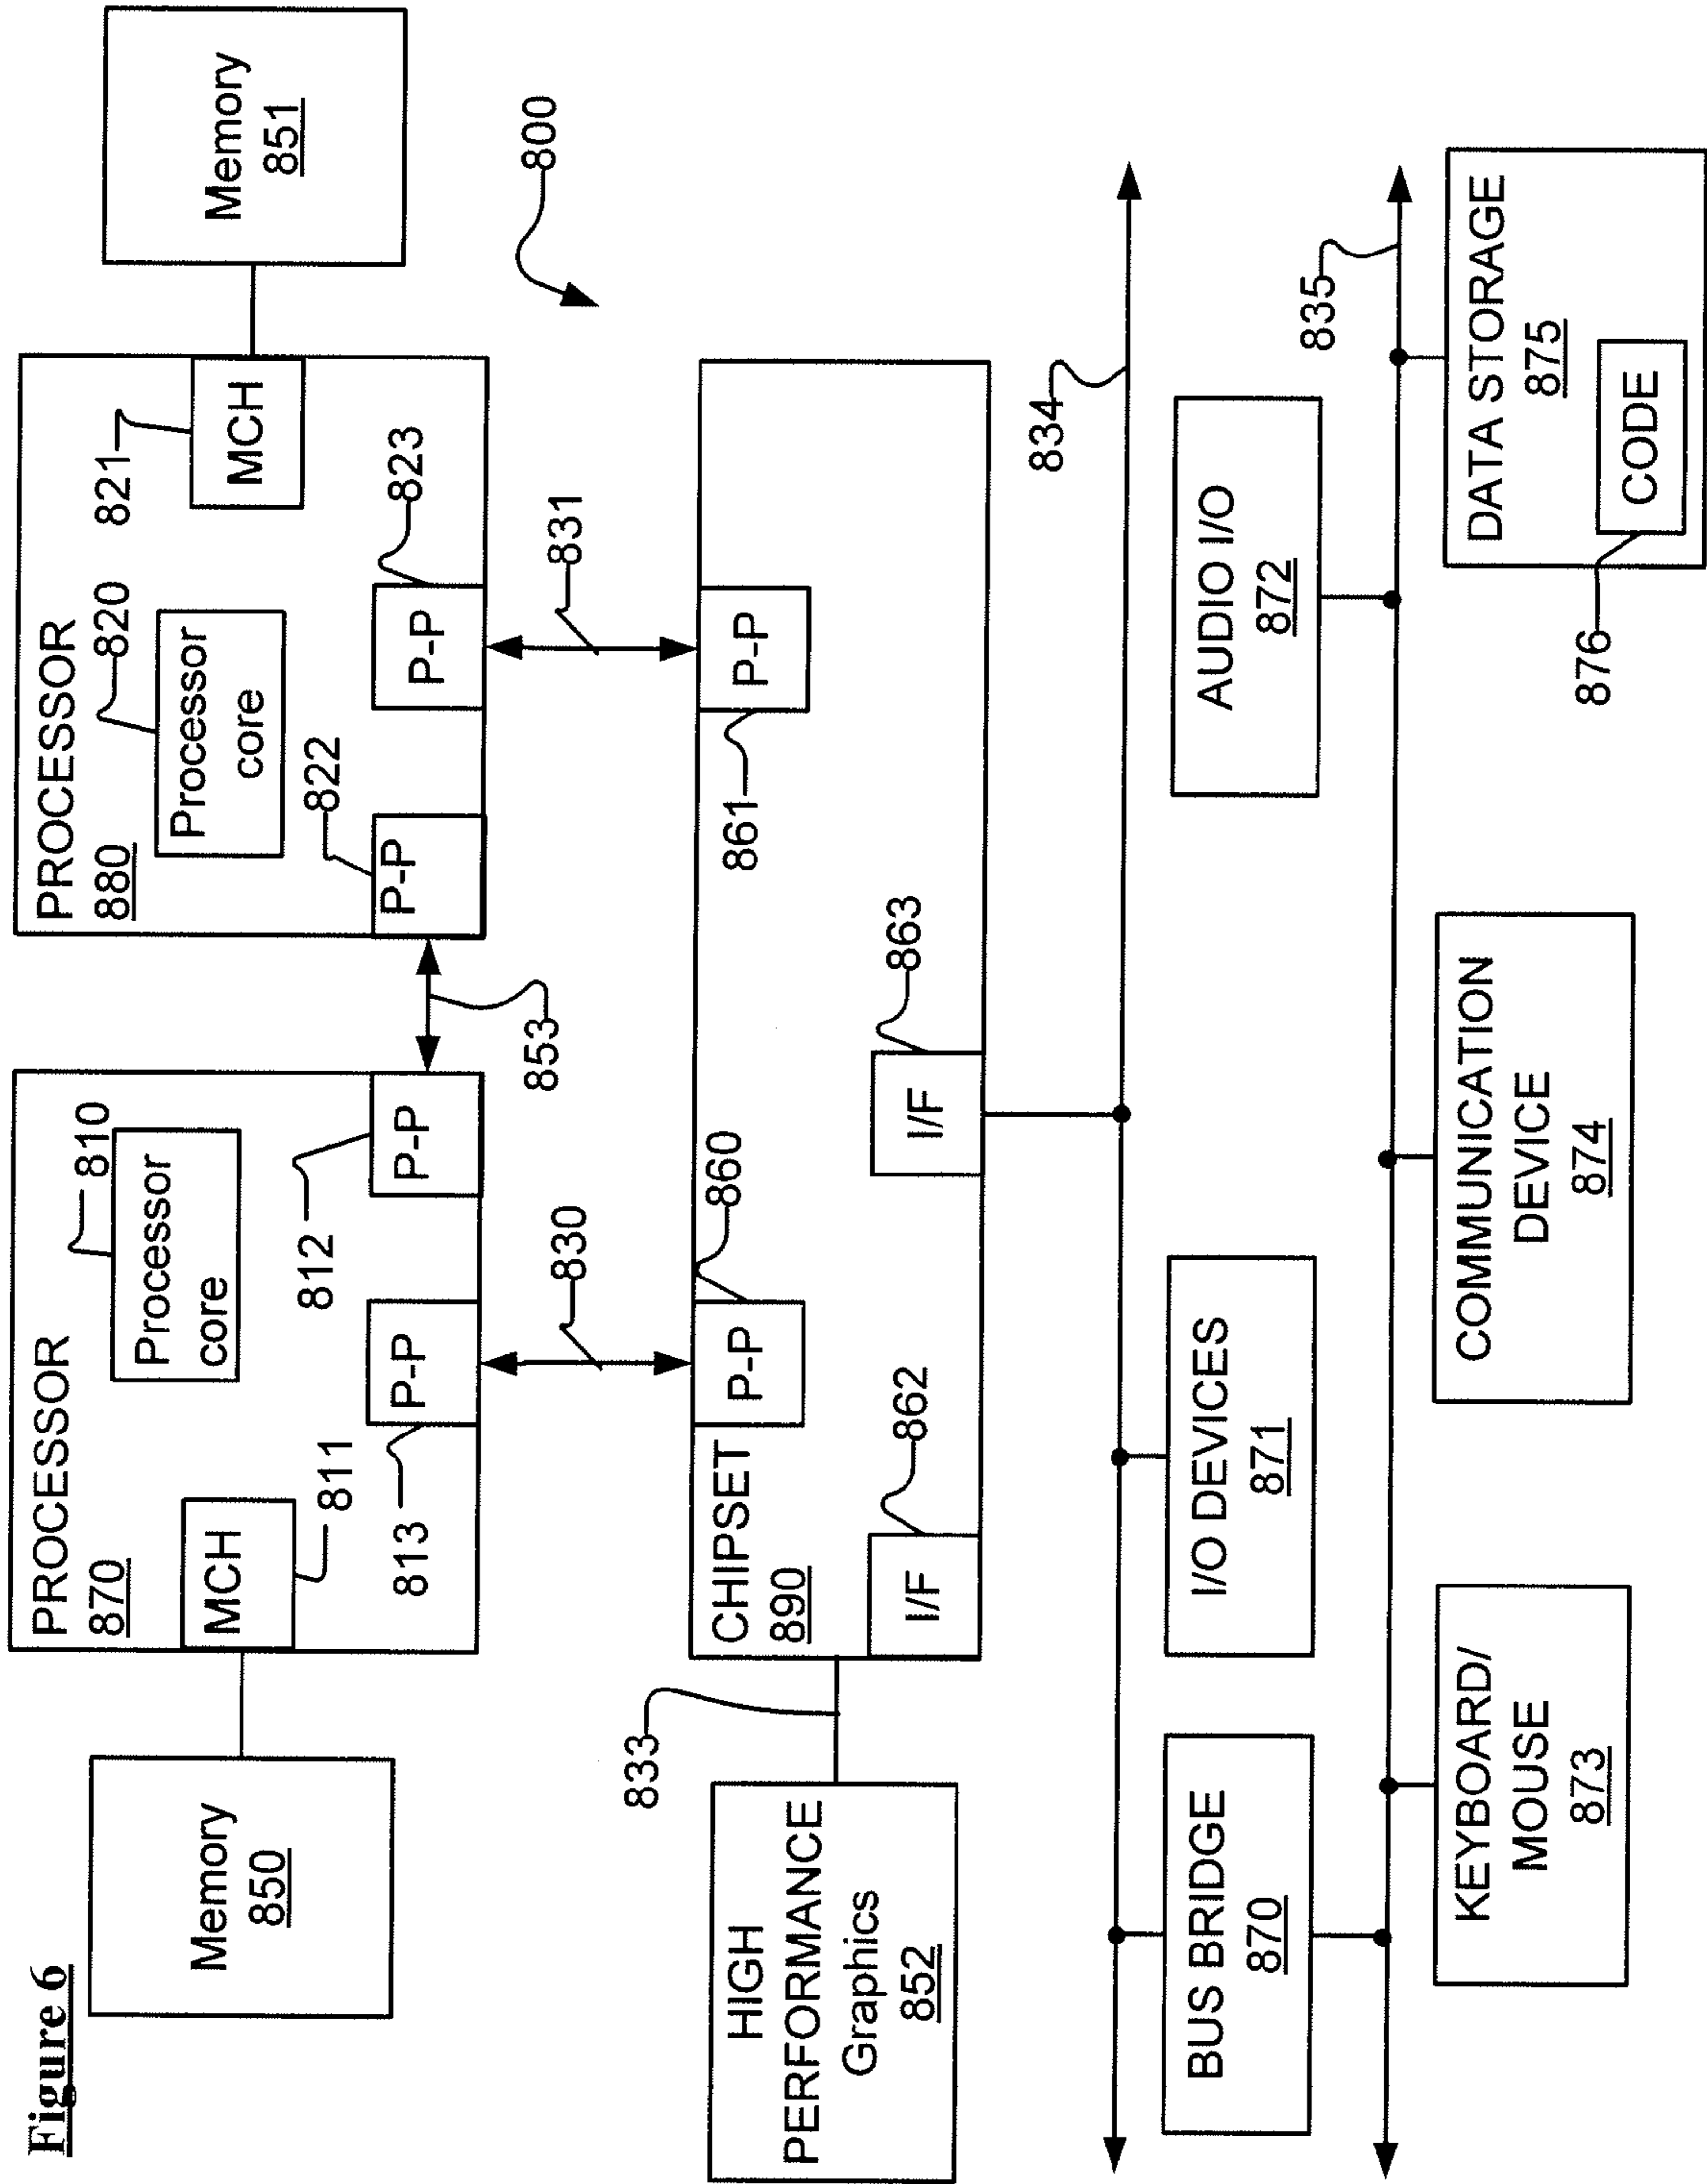 Figure 6
Memory
850
PROCESSOR
870
MCH
811
Processor
core
810
P-P
813
P-P
812
853
PROCESSOR
880
Processor
core
820
P-P
822
P-P
823
MCH
821
Memory
851
830
831
800
HIGH
PERFORMANCE
Graphics
852
833
CHIPSET
890
P-P
860
P-P
861
I/F
862
I/F
863
834
BUS BRIDGE
870
I/O DEVICES
871
AUDIO I/O
872
835
KEYBOARD/
MOUSE
873
COMMUNICATION
DEVICE
874
DATA STORAGE
875
CODE
876